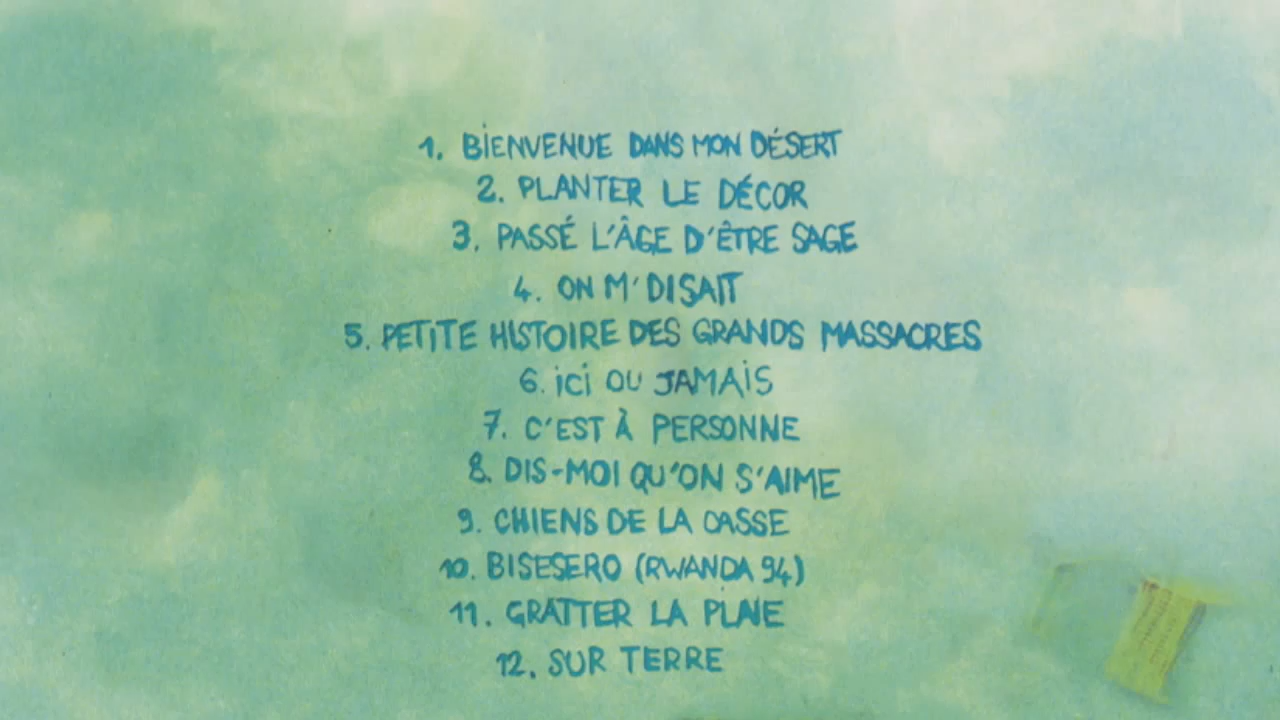 1. BIENVENUE DANS MON DÉSERT
2. PLANTER LE DÉCOR
3. PASSÉ L'ÂGE D'ÊTRE SAGE
4. ON M'DISAIT
5. PETITE HISTOIRE DES GRANDS MASSACRES
6. ICI OU JAMAIS
7. C'EST À PERSONNE
8. DIS-MOI QU'ON S'AIME
9. CHIENS DE LA CASSE
10. BISESERO (RWANDA 94)
11. GRATTER LA PLAIE
12. SUR TERRE